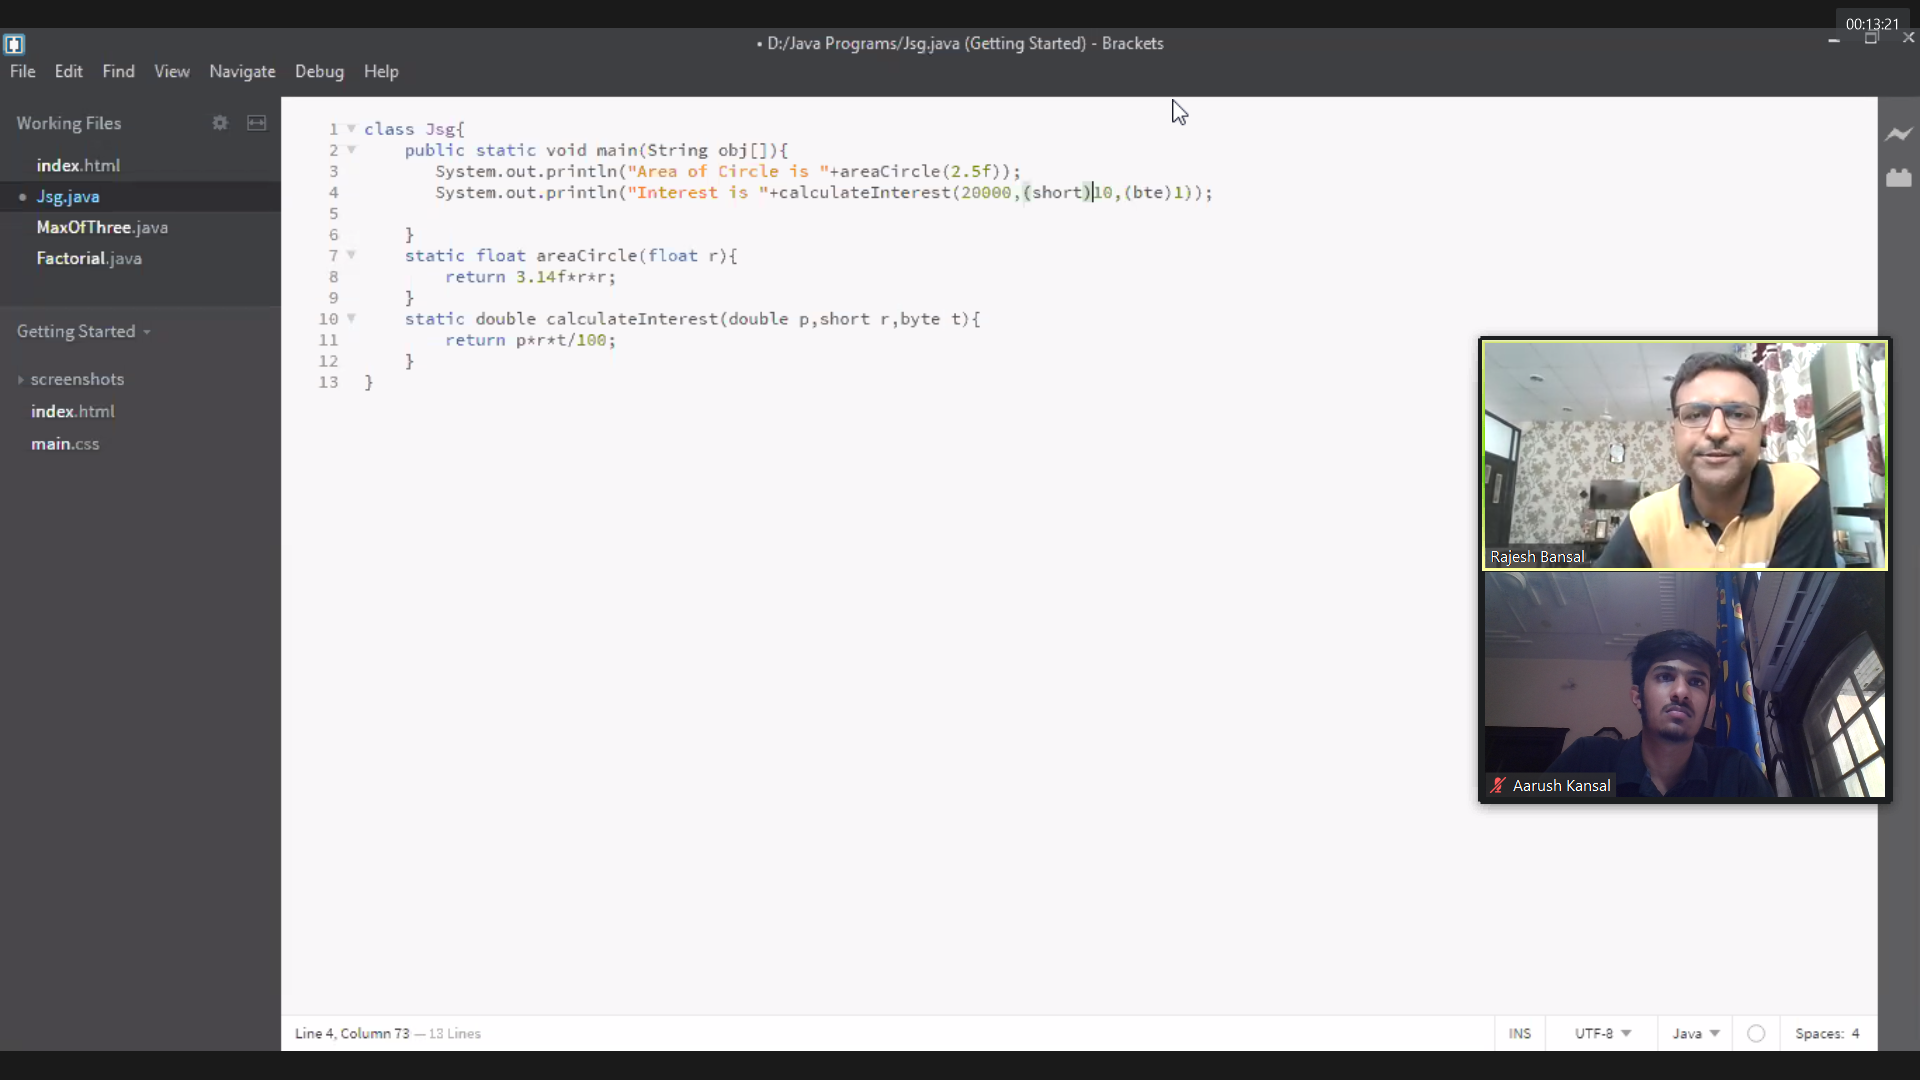 00:13:21
• D:/Java Programs/Jsg.java (Getting Started) - Brackets
File Edit Find View Navigate Debug Help
Working Files
index.html
• Jsg.java
MaxOfThree.java
Factorial.java
Getting Started
screenshots
index.html
main.css
1 class Jsg{
2 public static void main(String obj[]){
3 System.out.println("Area of Circle is "+areaCircle(2.5f));
4 System.out.println("Interest is "+calculateInterest(20000,(short)10,(bte)1));
5
6 }
7 static float areaCircle(float r){
8 return 3.14f*r*r;
9 }
10 static double calculateInterest(double p,short r,byte t){
11 return p*r*t/100;
12 }
13 }
Rajesh Bansal
Aarush Kansal
Line 4, Column 73 — 13 Lines
INS UTF-8 Java Spaces: 4